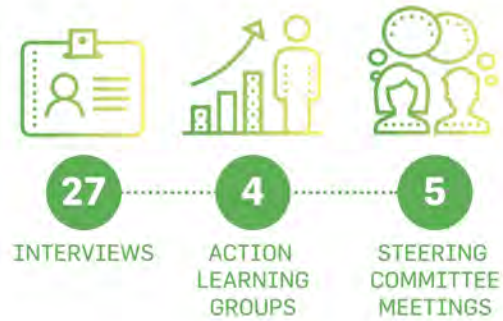 27
4
5
INTERVIEWS
ACTION
LEARNING
GROUPS
STEERING
COMMITTEE
MEETINGS